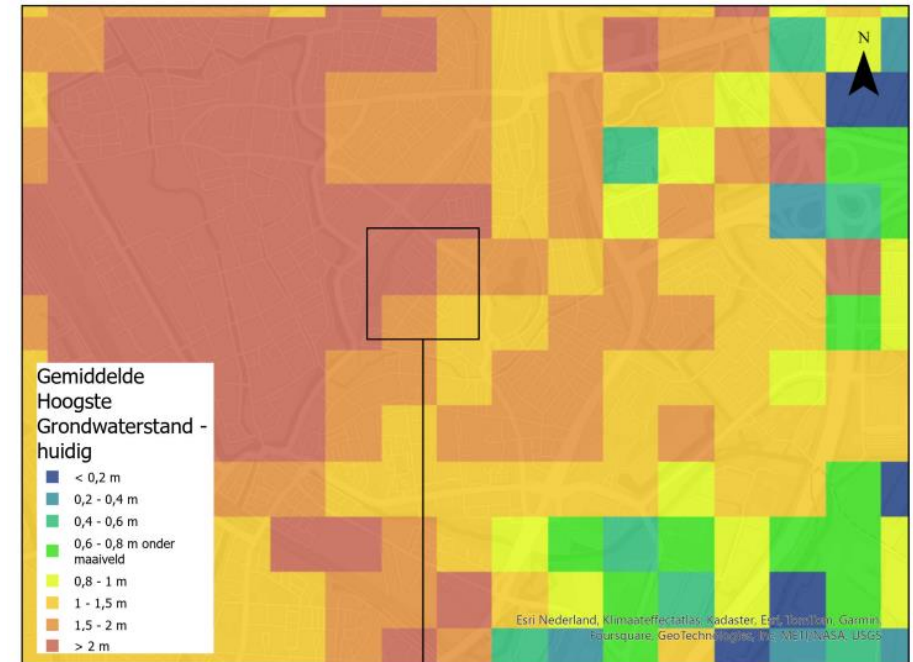 N
Gemiddelde
Hoogste
Grondwaterstand -
huidig
< 0,2 m
0,2 - 0,4 m
0,4 - 0,6 m
0,6 - 0,8 m onder
maaiveld
0,8 - 1 m
1 - 1,5 m
1,5 - 2 m
> 2 m
Esri Nederland, Klimaateffectatlas, Kadaster, Esri, TomTom, Garmin,
Foursquare, GeoTechnologies, Inc, METI/NASA, USGS